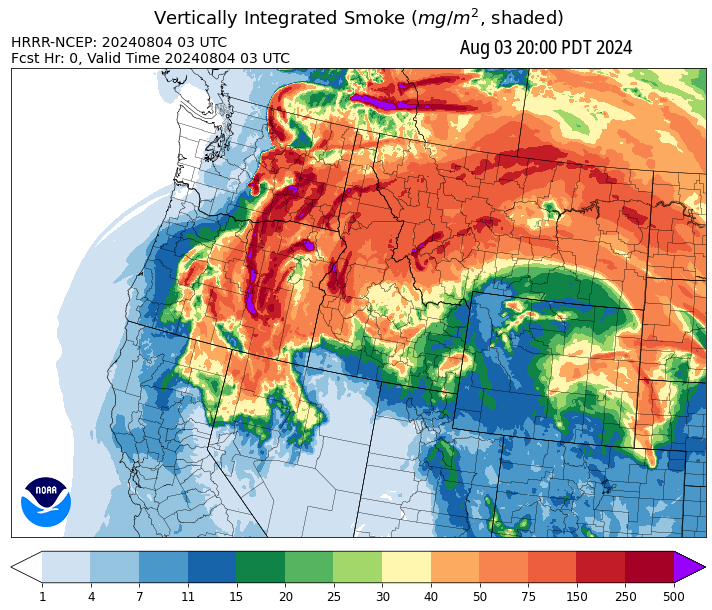 Vertically Integrated Smoke (mg/m², shaded)
HRRR-NCEP: 20240804 03 UTC
Aug 03 20:00 PDT 2024
Fcst Hr: 0, Valid Time 20240804 03 UTC
NOAA
1 4 7 11 15 20 25 30 40 50 75 150 250 500